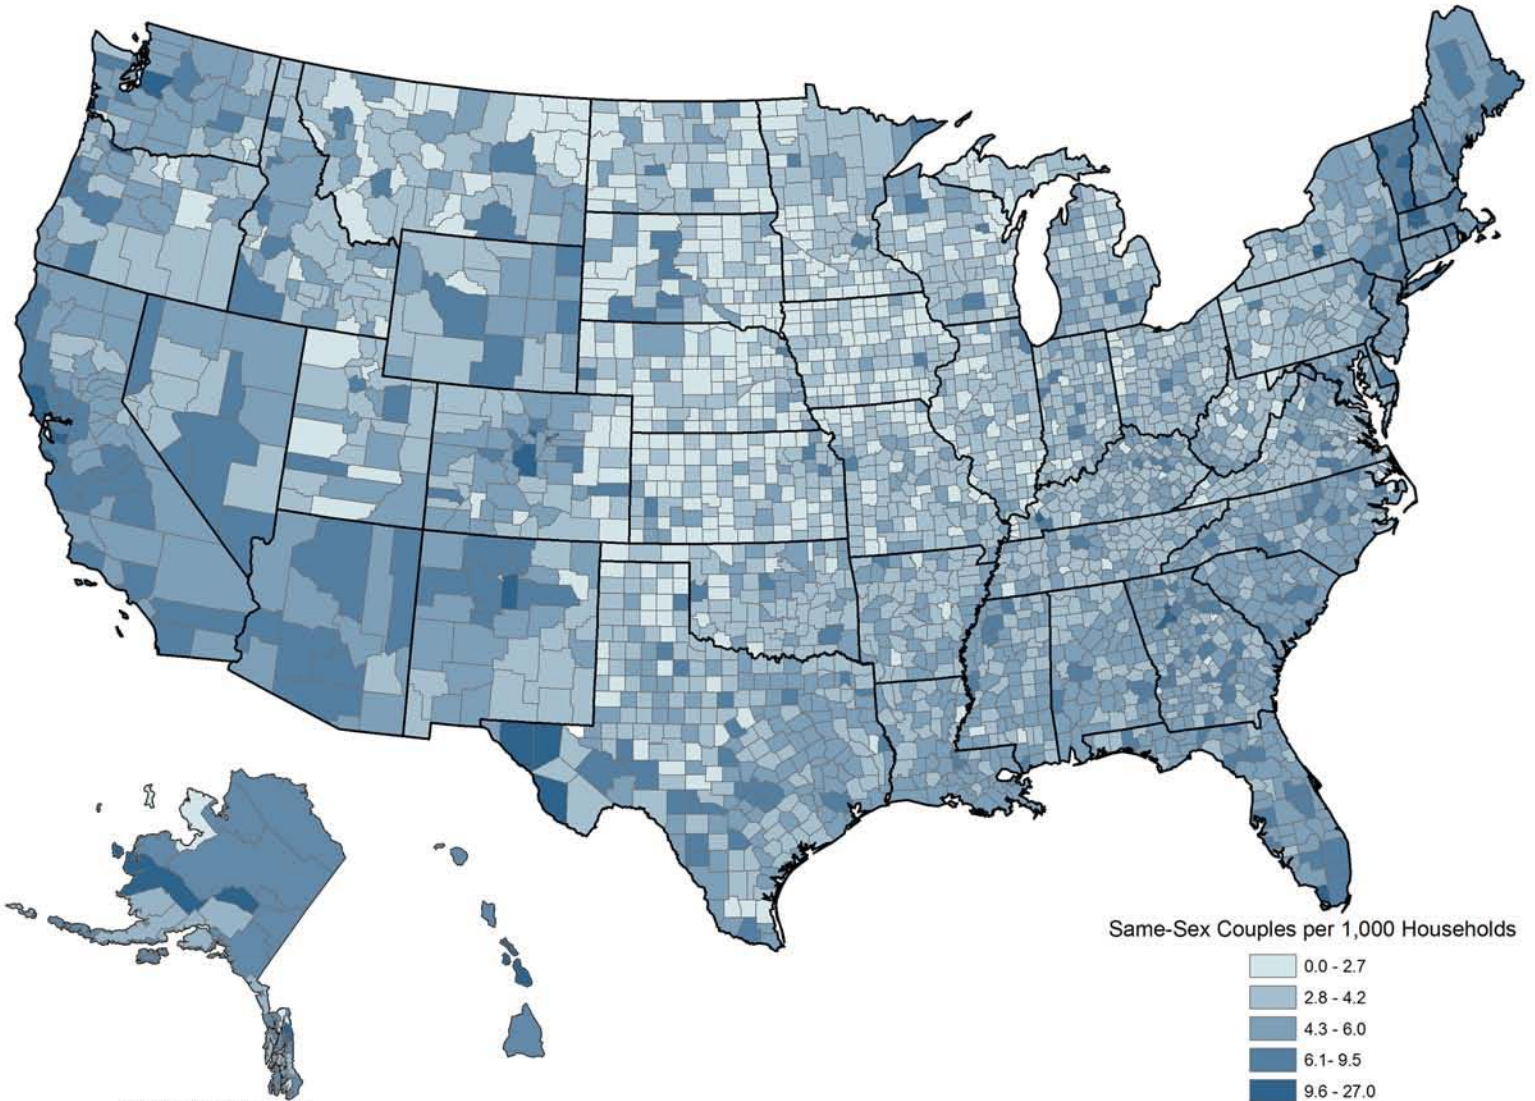 Same-Sex Couples per 1,000 Households
0.0 - 2.7
2.8 - 4.2
4.3 - 6.0
6.1- 9.5
9.6 - 27.0